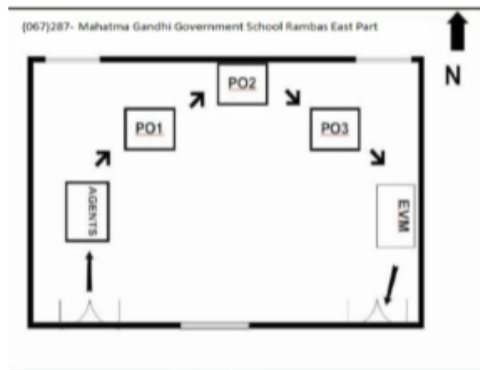 (067)287- Mahatma Gandhi Government School Rambas East Part
N
PO2
PO1
PO3
AGENTS
EVM